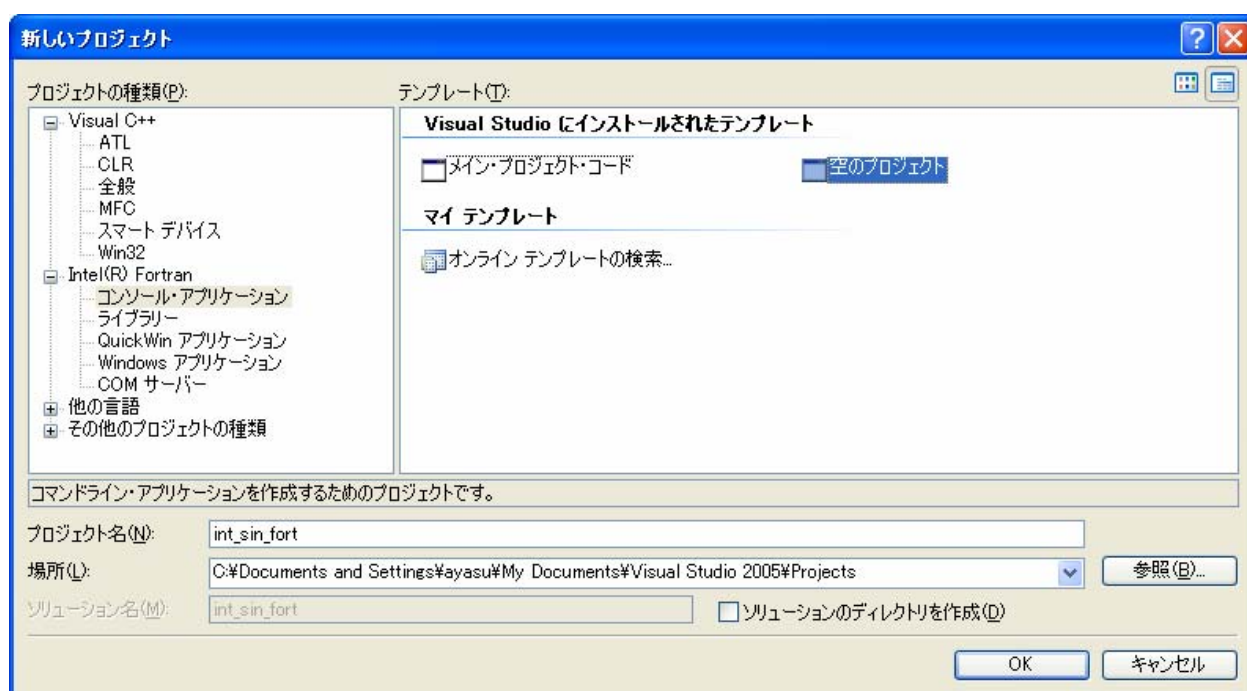 新しいプロジェクト
プロジェクトの種類(P):
テンプレート(T):
Visual C++
ATL
CLR
全般
MFC
スマート デバイス
Win32
Intel(R) Fortran
コンソール・アプリケーション
ライブラリー
QuickWin アプリケーション
Windows アプリケーション
COM サーバー
他の言語
その他のプロジェクトの種類
Visual Studio にインストールされたテンプレート
メイン・プロジェクト・コード
空のプロジェクト
マイ テンプレート
オンライン テンプレートの検索...
コマンドライン・アプリケーションを作成するためのプロジェクトです。
プロジェクト名(N):
int_sin_fort
場所(L):
C:¥Documents and Settings¥ayasu¥My Documents¥Visual Studio 2005¥Projects
参照(B)...
ソリューション名(M):
int_sin_fort
ソリューションのディレクトリを作成(D)
OK
キャンセル